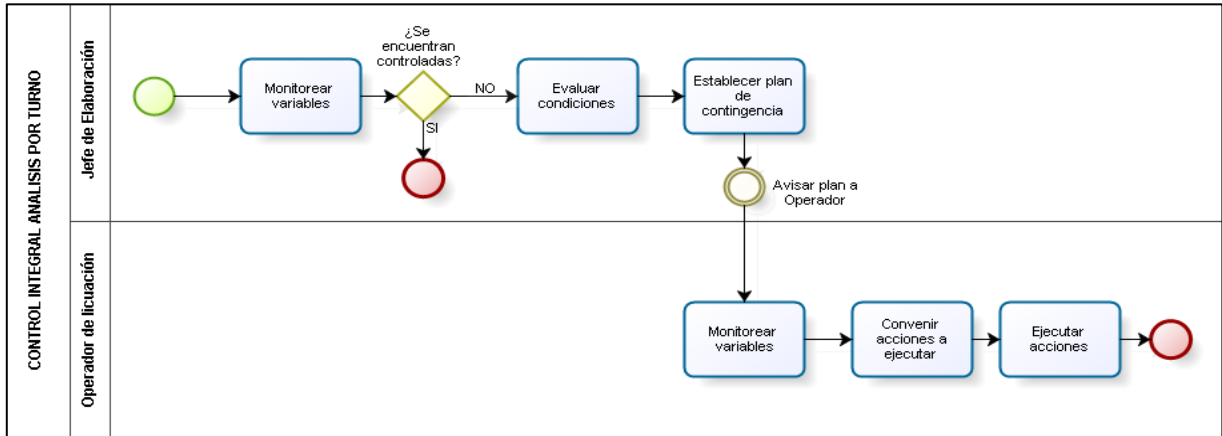 CONTROL INTEGRAL ANALISIS POR TURNO
Jefe de Elaboración
Monitorear
variables
¿Se
encuentran
controladas?
NO
SI
Evaluar
condiciones
Establecer plan
de
contingencia
Avisar plan a
Operador
Operador de licuación
Monitorear
variables
Convenir
acciones a
ejecutar
Ejecutar
acciones